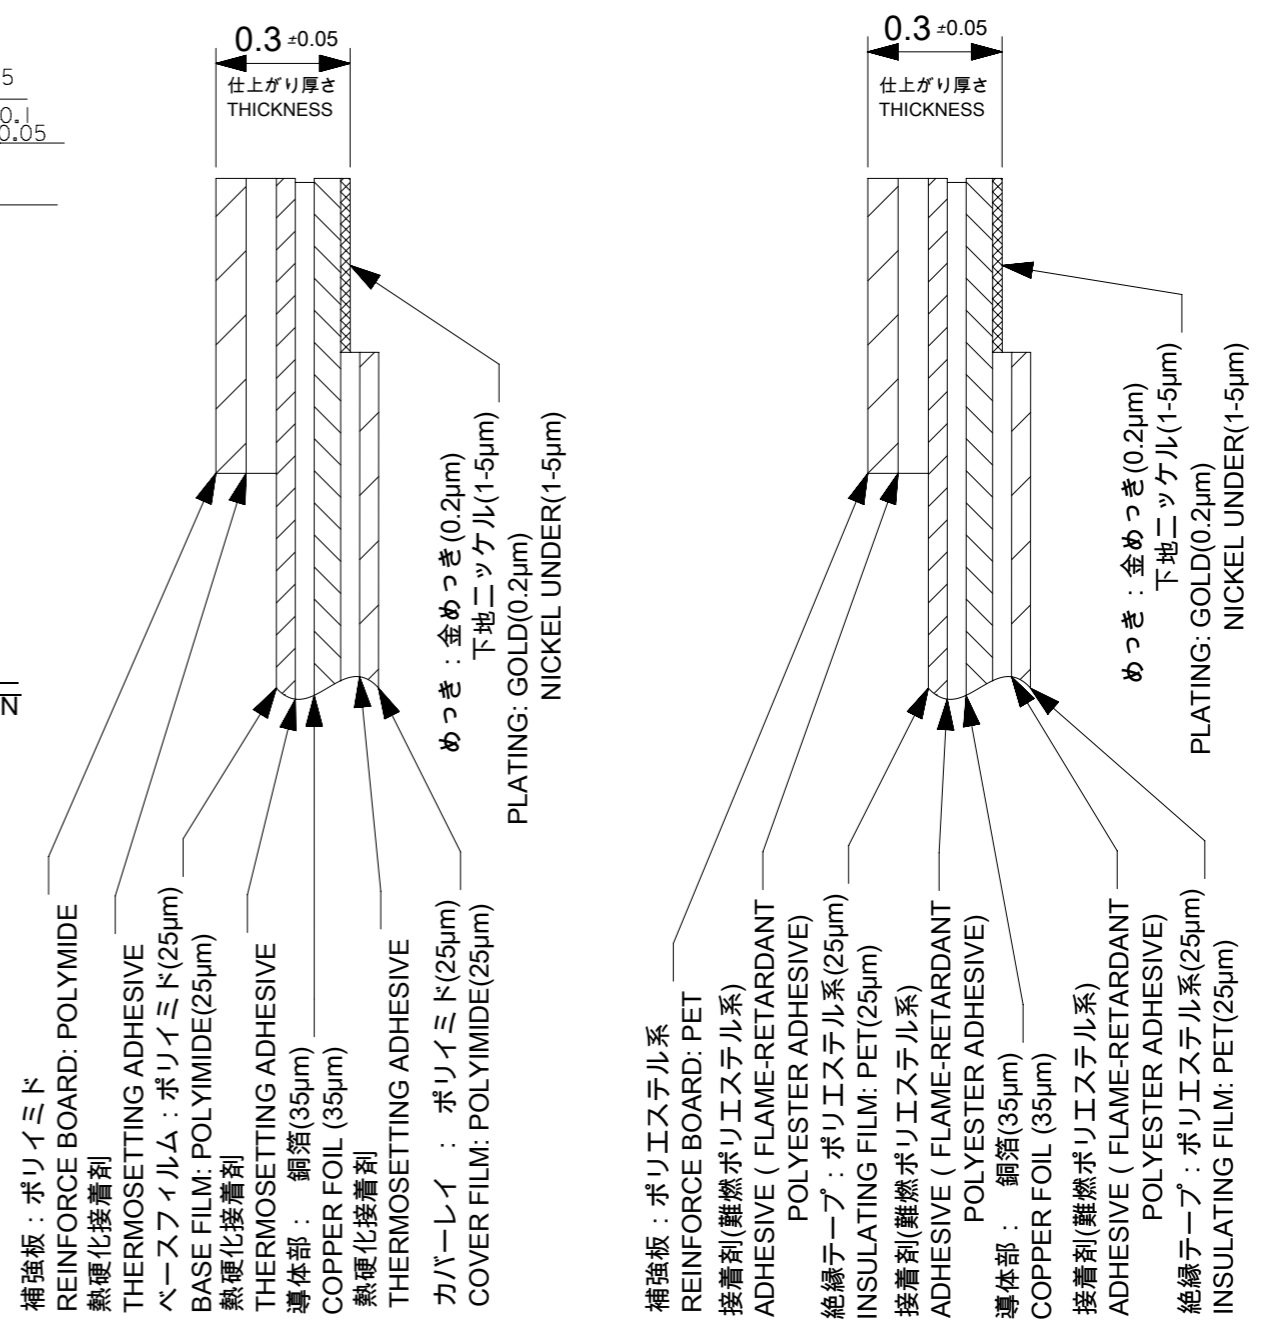 5
0.1
0.05
N
0.3 ±0.05
仕上がり厚さ
THICKNESS
めっき：金めっき(0.2µm)
下地ニッケル(1-5µm)
PLATING: GOLD(0.2µm)
NICKEL UNDER(1-5µm)
補強板：ポリイミド
REINFORCE BOARD: POLYMIDE
熱硬化接着剤
THERMOSETTING ADHESIVE
ベースフィルム：ポリイミド(25µm)
BASE FILM: POLYIMIDE(25µm)
熱硬化接着剤
THERMOSETTING ADHESIVE
導体部： 銅箔(35µm)
COPPER FOIL (35µm)
熱硬化接着剤
THERMOSETTING ADHESIVE
カバーレイ ： ポリイミド(25µm)
COVER FILM: POLYIMIDE(25µm)
0.3 ±0.05
仕上がり厚さ
THICKNESS
めっき：金めっき(0.2µm)
下地ニッケル(1-5µm)
PLATING: GOLD(0.2µm)
NICKEL UNDER(1-5µm)
補強板：ポリエステル系
REINFORCE BOARD: PET
接着剤(難燃ポリエステル系)
ADHESIVE ( FLAME-RETARDANT
POLYESTER ADHESIVE)
絶縁テープ：ポリエステル系(25µm)
INSULATING FILM: PET(25µm)
接着剤(難燃ポリエステル系)
ADHESIVE ( FLAME-RETARDANT
POLYESTER ADHESIVE)
導体部： 銅箔(35µm)
COPPER FOIL (35µm)
接着剤(難燃ポリエステル系)
ADHESIVE ( FLAME-RETARDANT
POLYESTER ADHESIVE)
絶縁テープ：ポリエステル系(25µm)
INSULATING FILM: PET(25µm)